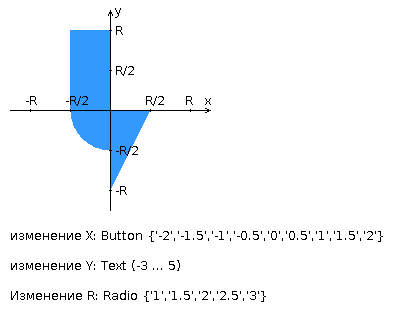 y
R
R/2
-R -R/2 R/2 R x
-R/2
-R
изменение X: Button {'-2','-1.5','-1','-0.5','0','0.5','1','1.5','2'}
изменение Y: Text (-3 ... 5)
Изменение R: Radio {'1','1.5','2','2.5','3'}